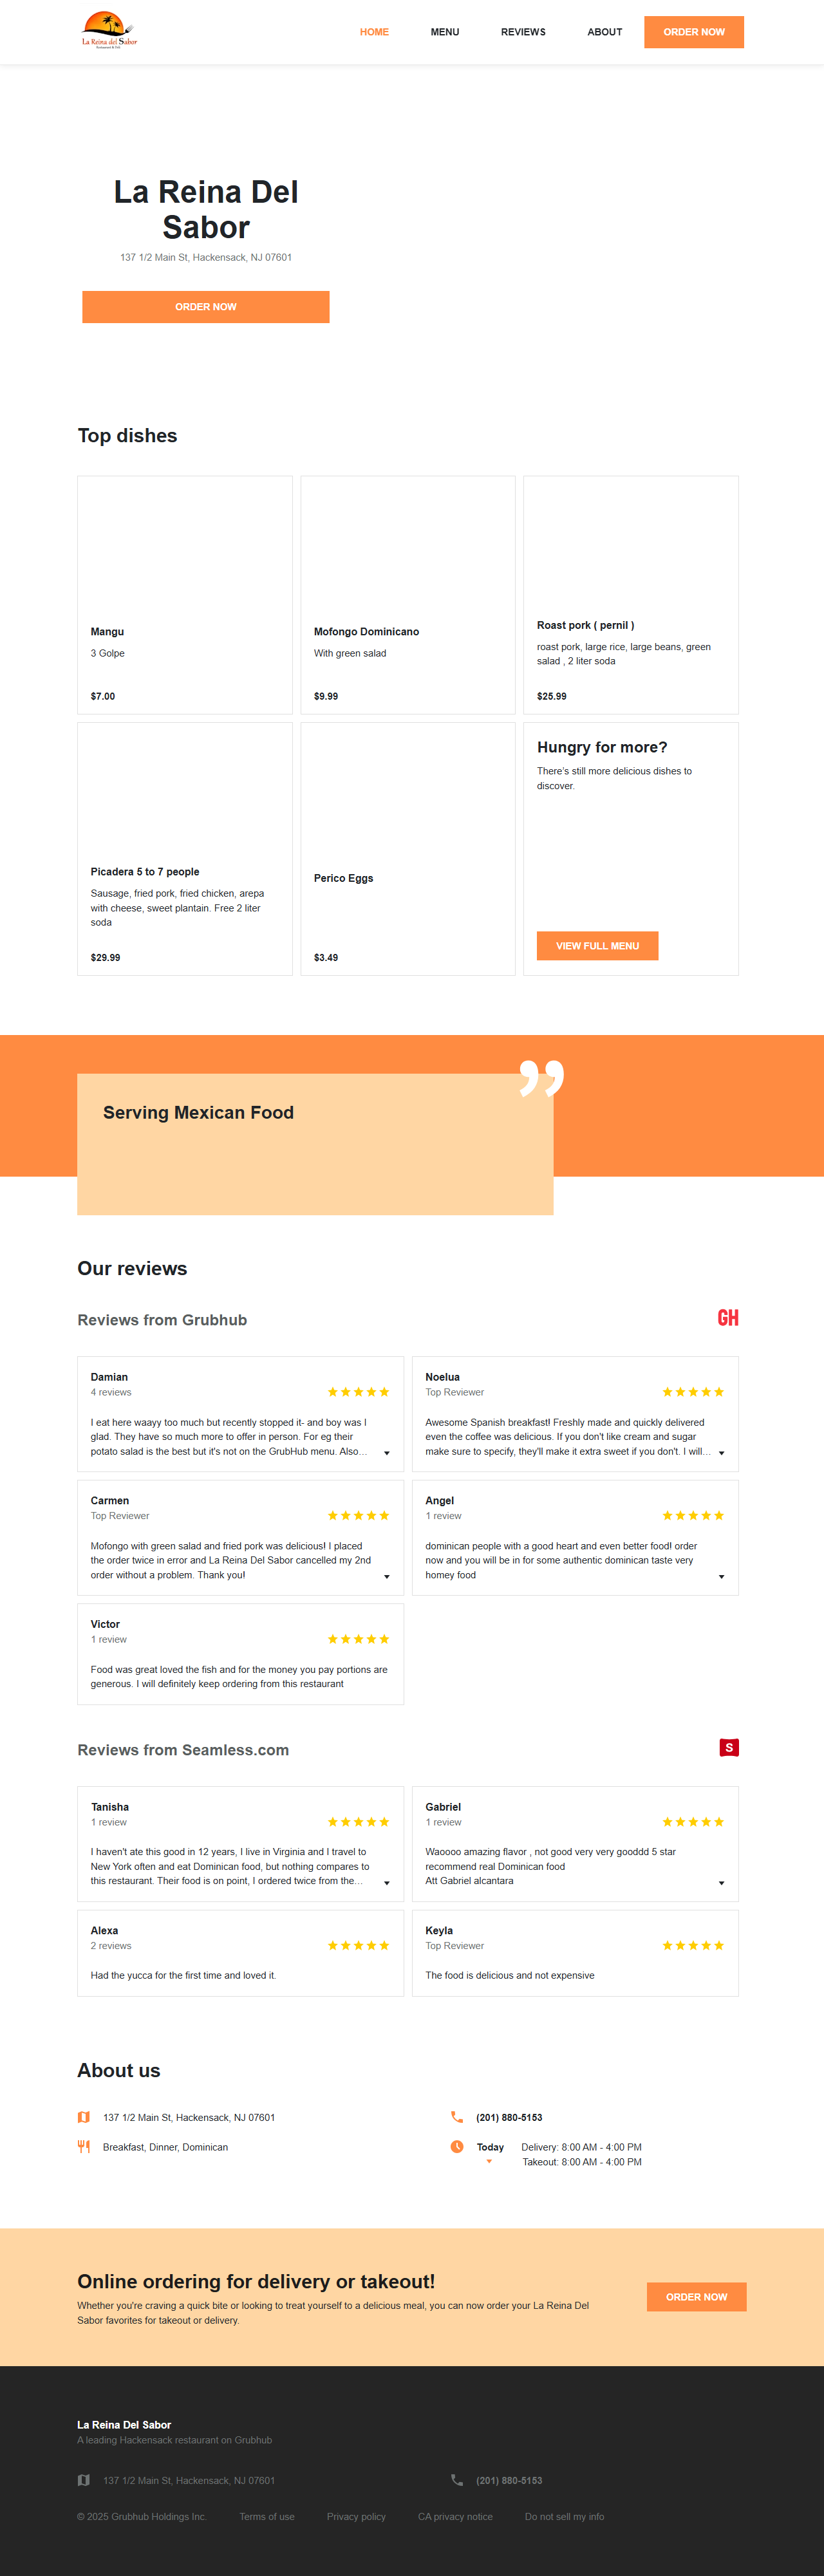 La Reina del Sabor
Restaurant & Deli
HOME
MENU
REVIEWS
ABOUT
ORDER NOW
La Reina Del
Sabor
137 1/2 Main St, Hackensack, NJ 07601
ORDER NOW
Top dishes
Mangu
3 Golpe
$7.00
Mofongo Dominicano
With green salad
$9.99
Roast pork ( pernil )
roast pork, large rice, large beans, green
salad , 2 liter soda
$25.99
Picadera 5 to 7 people
Sausage, fried pork, fried chicken, arepa
with cheese, sweet plantain. Free 2 liter
soda
$29.99
Perico Eggs
$3.49
Hungry for more?
There's still more delicious dishes to
discover.
VIEW FULL MENU
Serving Mexican Food
Our reviews
Reviews from Grubhub
GH
Damian
4 reviews
I eat here waayy too much but recently stopped it- and boy was I
glad. They have so much more to offer in person. For eg their
potato salad is the best but it's not on the GrubHub menu. Also...
Noelua
Top Reviewer
Awesome Spanish breakfast! Freshly made and quickly delivered
even the coffee was delicious. If you don't like cream and sugar
make sure to specify, they'll make it extra sweet if you don't. I will...
Carmen
Top Reviewer
Mofongo with green salad and fried pork was delicious! I placed
the order twice in error and La Reina Del Sabor cancelled my 2nd
order without a problem. Thank you!
Angel
1 review
dominican people with a good heart and even better food! order
now and you will be in for some authentic dominican taste very
homey food
Victor
1 review
Food was great loved the fish and for the money you pay portions are
generous. I will definitely keep ordering from this restaurant
Reviews from Seamless.com
S
Tanisha
1 review
I haven't ate this good in 12 years, I live in Virginia and I travel to
New York often and eat Dominican food, but nothing compares to
this restaurant. Their food is on point, I ordered twice from the...
Gabriel
1 review
Waoooo amazing flavor , not good very very gooddd 5 star
recommend real Dominican food
Att Gabriel alcantara
Alexa
2 reviews
Had the yucca for the first time and loved it.
Keyla
Top Reviewer
The food is delicious and not expensive
About us
137 1/2 Main St, Hackensack, NJ 07601
(201) 880-5153
Breakfast, Dinner, Dominican
Today
Delivery: 8:00 AM - 4:00 PM
Takeout: 8:00 AM - 4:00 PM
Online ordering for delivery or takeout!
Whether you're craving a quick bite or looking to treat yourself to a delicious meal, you can now order your La Reina Del
Sabor favorites for takeout or delivery.
ORDER NOW
La Reina Del Sabor
A leading Hackensack restaurant on Grubhub
137 1/2 Main St, Hackensack, NJ 07601
(201) 880-5153
© 2025 Grubhub Holdings Inc.
Terms of use
Privacy policy
CA privacy notice
Do not sell my info